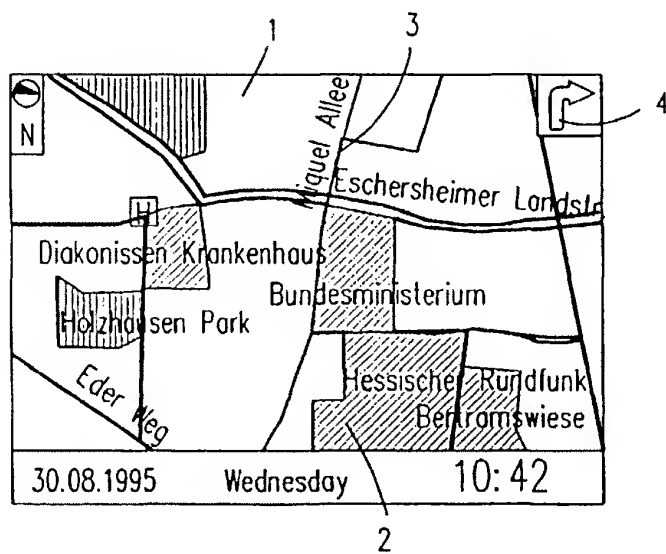 1
3
4
N
Miquel Allee
Eschersheimer Landstr
H
Diakonissen Krankenhaus
Bundesministerium
Holzhausen Park
Hessischer Rundfunk
Eder Weg
Bertramswiese
30.08.1995 Wednesday 10:42
2